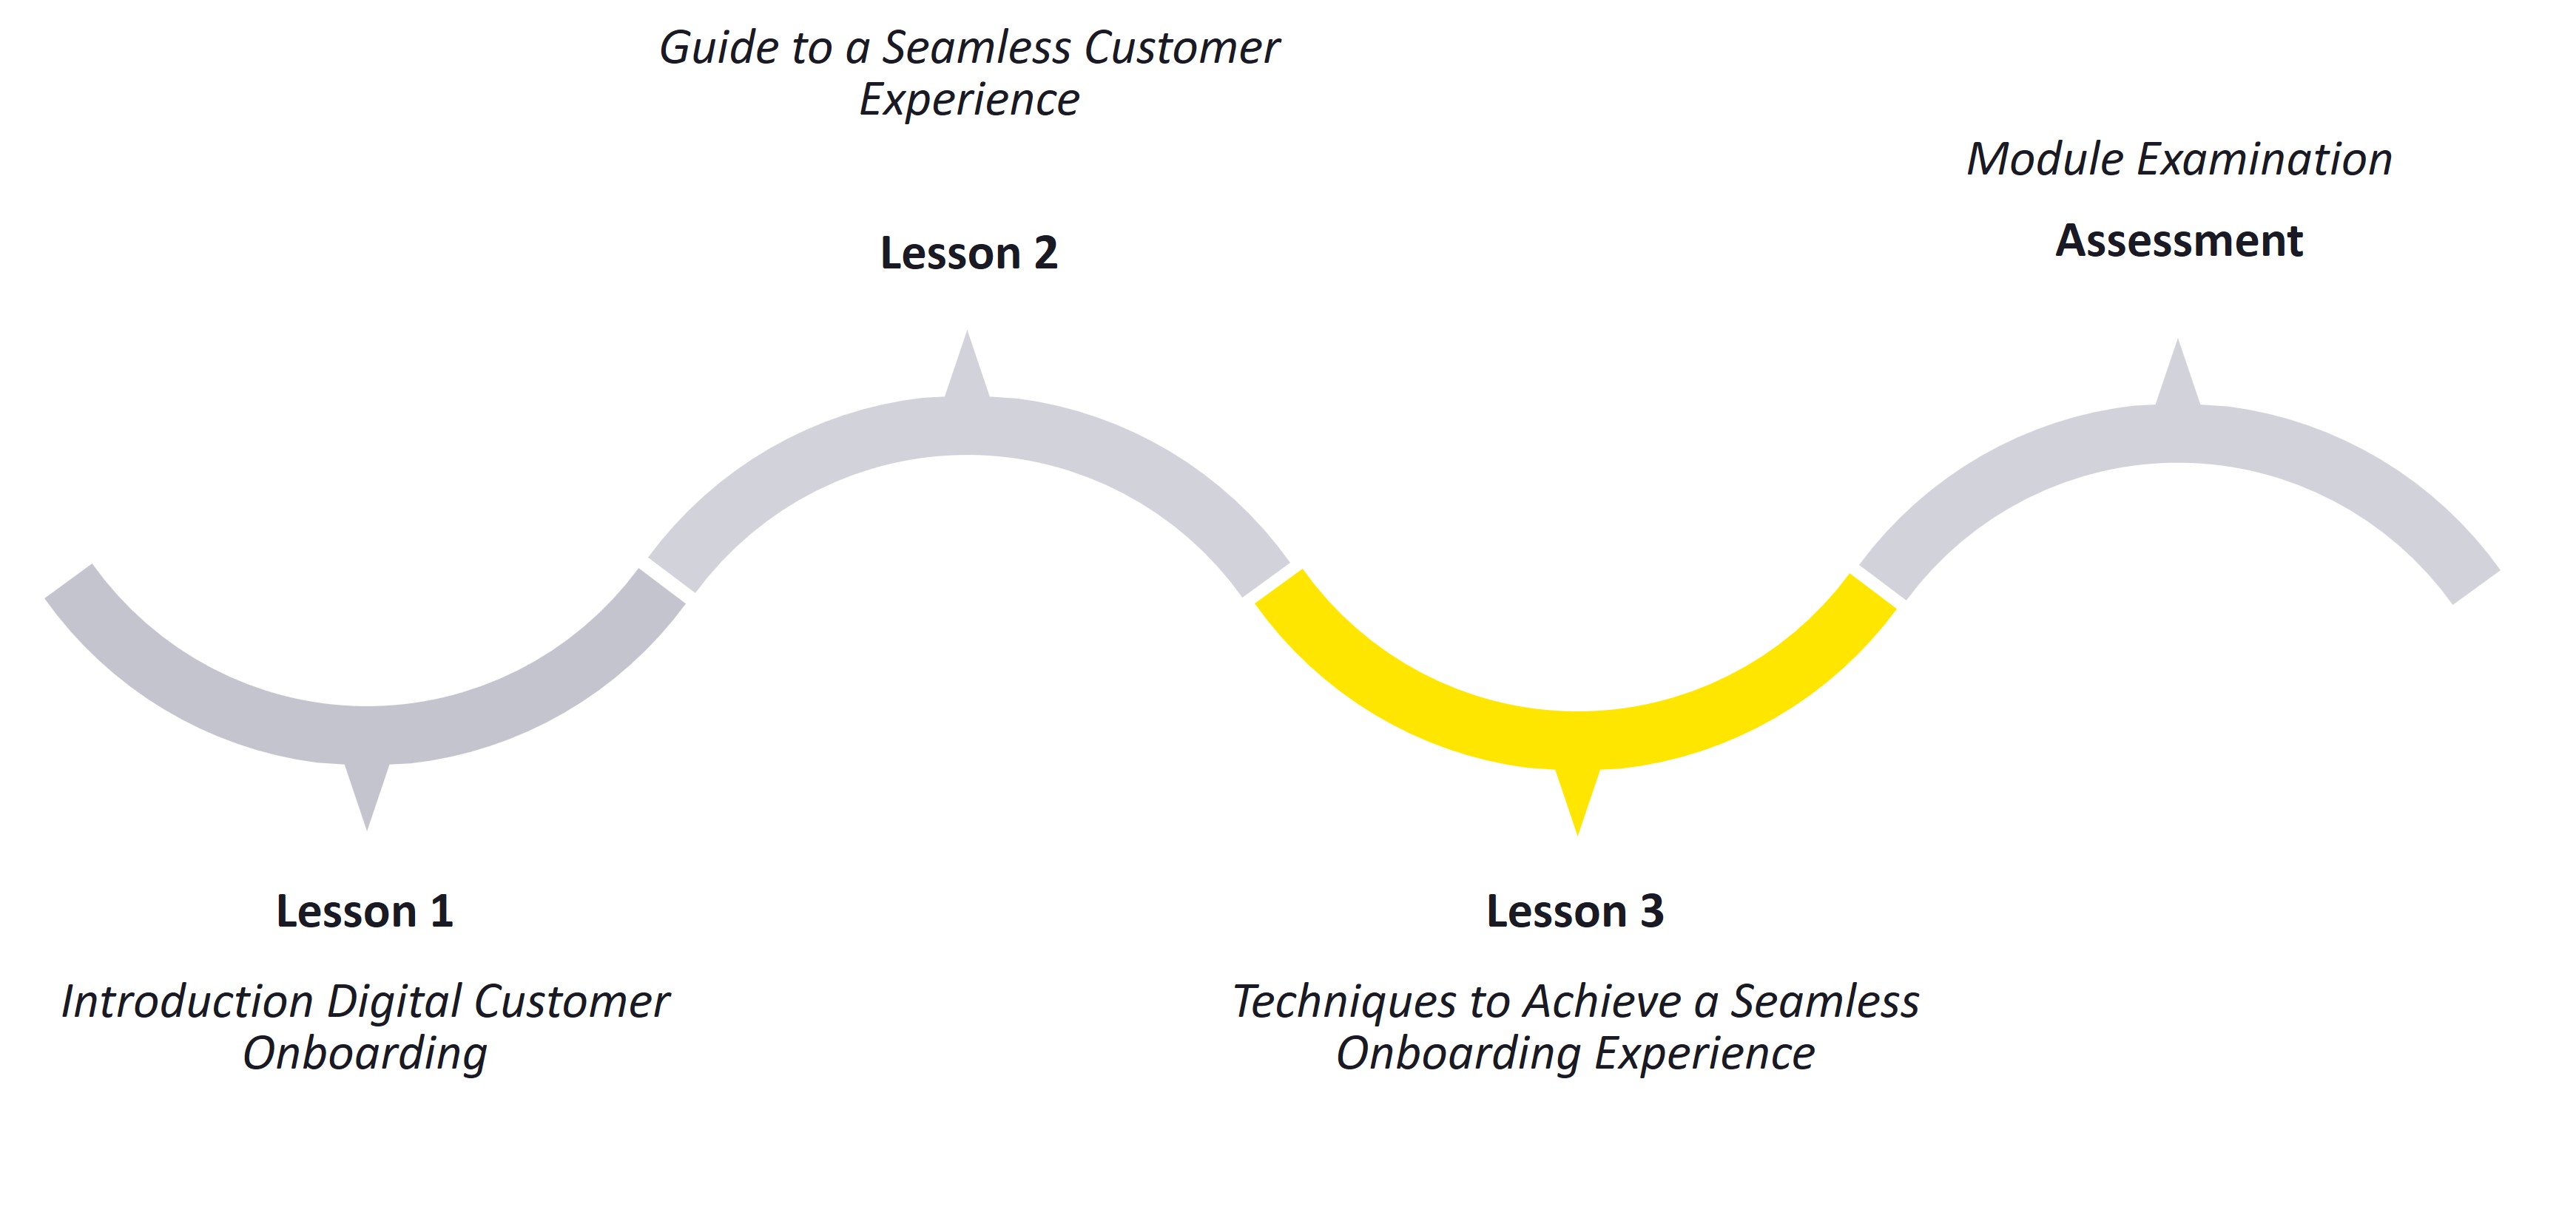 Guide to a Seamless Customer
Experience
Lesson 2
Module Examination
Assessment
Lesson 1
Introduction Digital Customer
Onboarding
Lesson 3
Techniques to Achieve a Seamless
Onboarding Experience